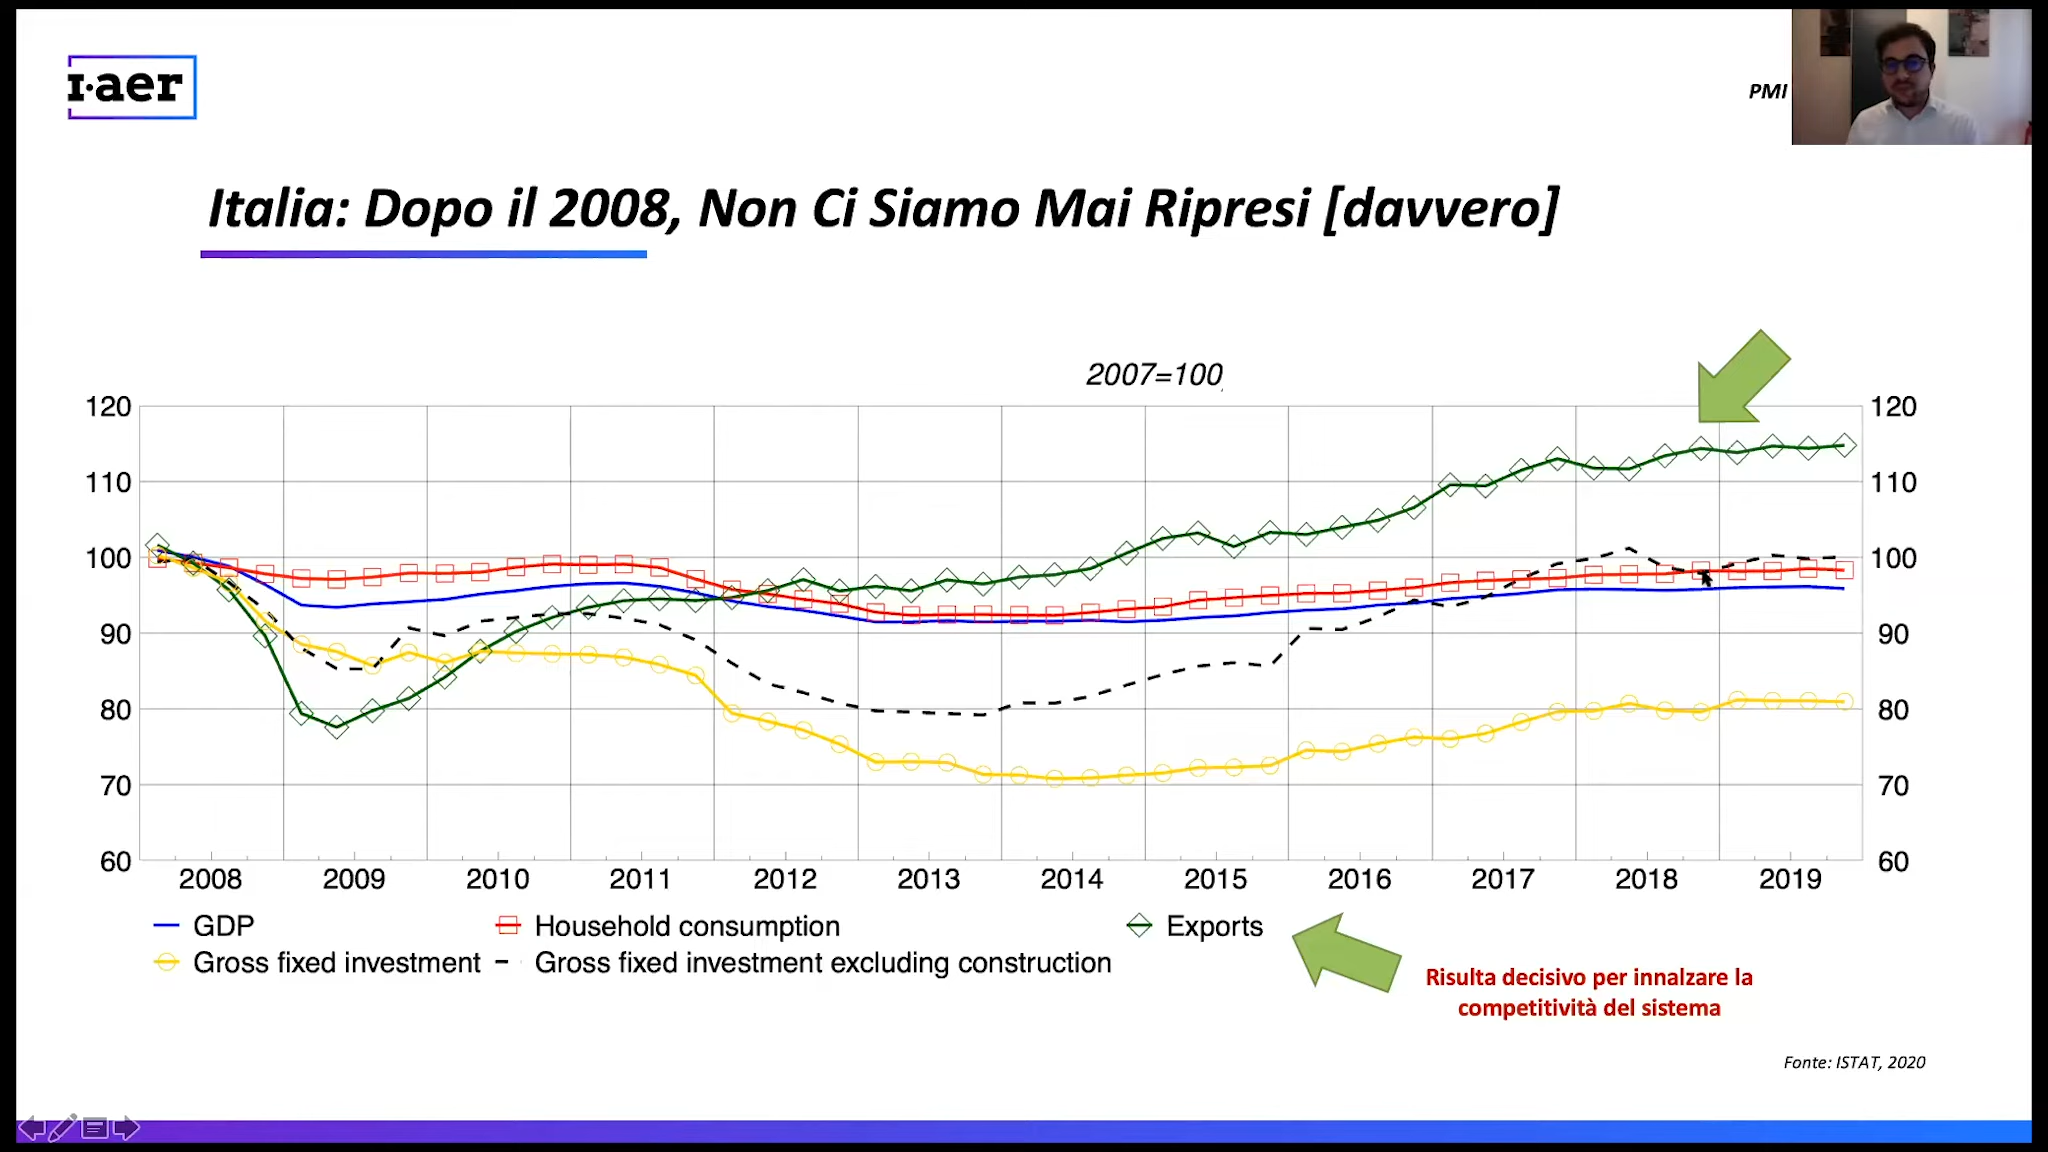 ı·aer
PMI
Italia: Dopo il 2008, Non Ci Siamo Mai Ripresi [davvero]
2007=100
120 120
110 110
100 100
90 90
80 80
70 70
60 60
2008 2009 2010 2011 2012 2013 2014 2015 2016 2017 2018 2019
GDP Household consumption Exports
Gross fixed investment Gross fixed investment excluding construction
Risulta decisivo per innalzare la
competitività del sistema
Fonte: ISTAT, 2020